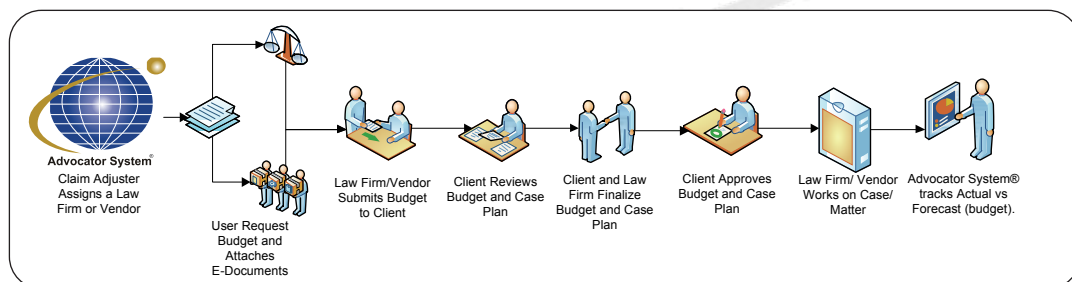 Advocator System®
Claim Adjuster
Assigns a Law
Firm or Vendor
User Request
Budget and
Attaches
E-Documents
Law Firm/Vendor
Submits Budget
to Client
Client Reviews
Budget and Case
Plan
Client and Law
Firm Finalize
Budget and Case
Plan
Client Approves
Budget and Case
Plan
Law Firm/ Vendor
Works on Case/
Matter
Advocator System®
tracks Actual vs
Forecast (budget).